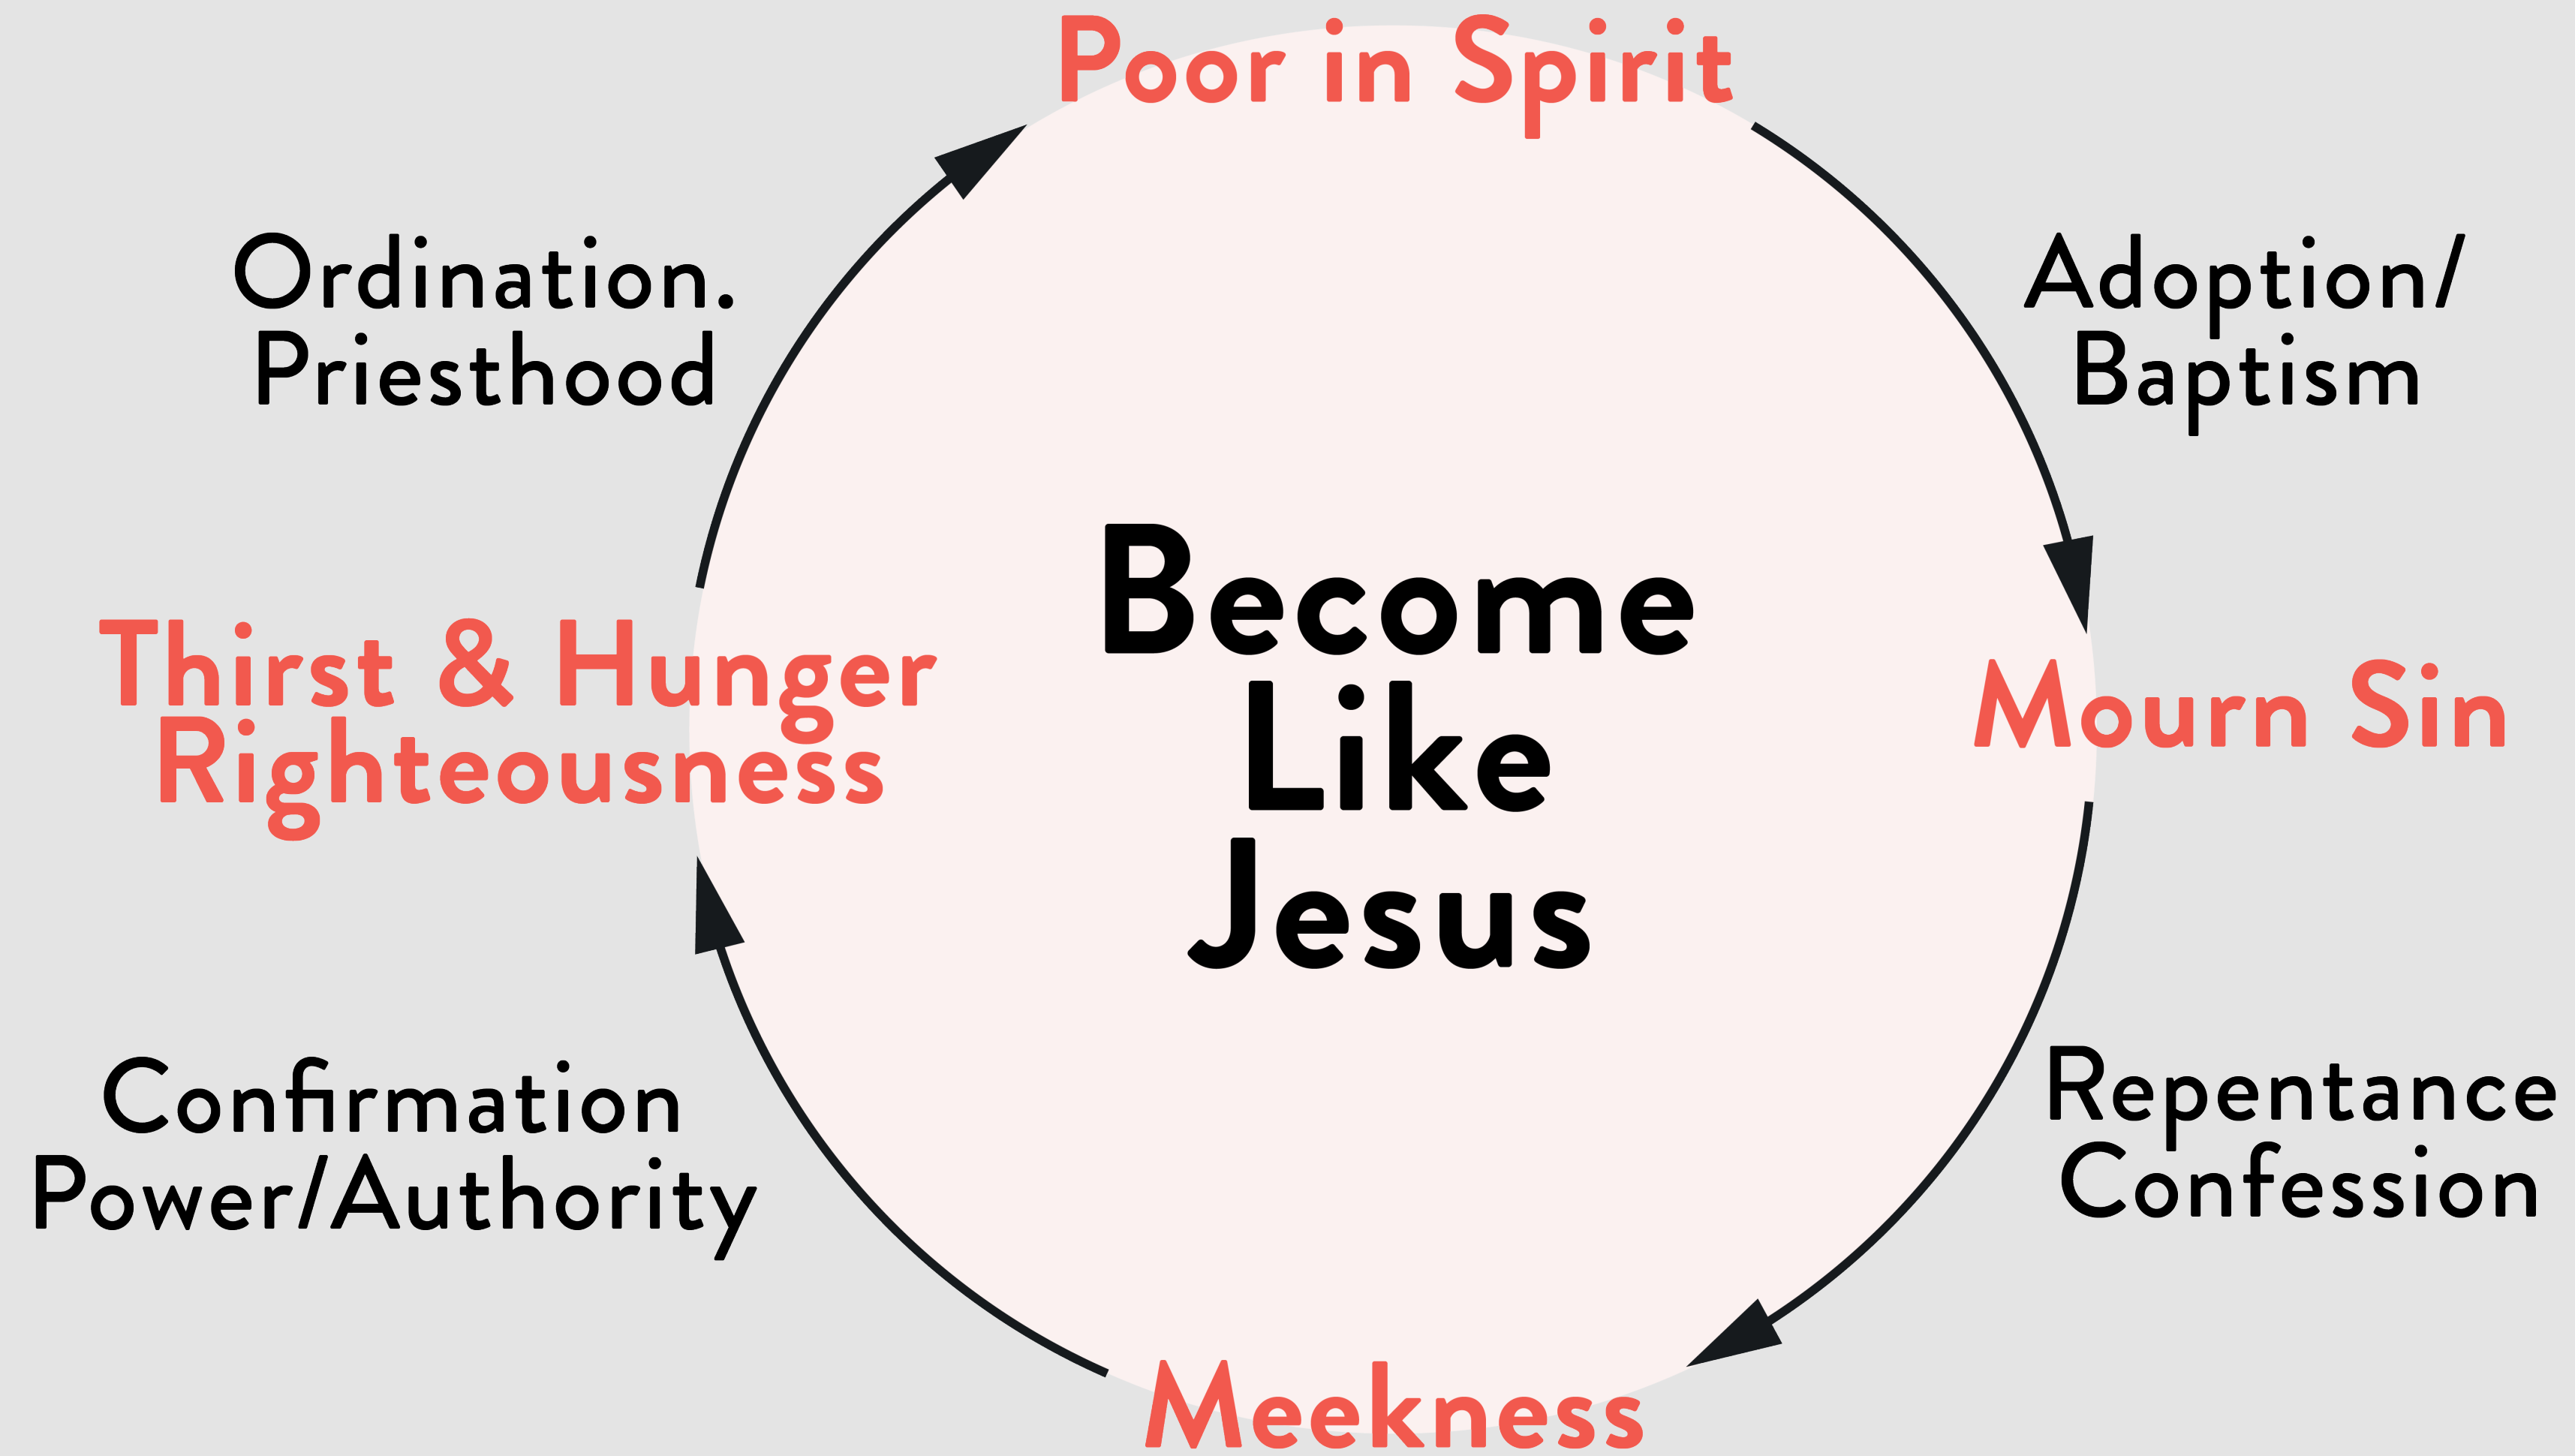 Poor in Spirit
Ordination.
Priesthood
Adoption/
Baptism
Become
Like
Jesus
Thirst & Hunger
Righteousness
Mourn Sin
Confirmation
Power/Authority
Repentance
Confession
Meekness